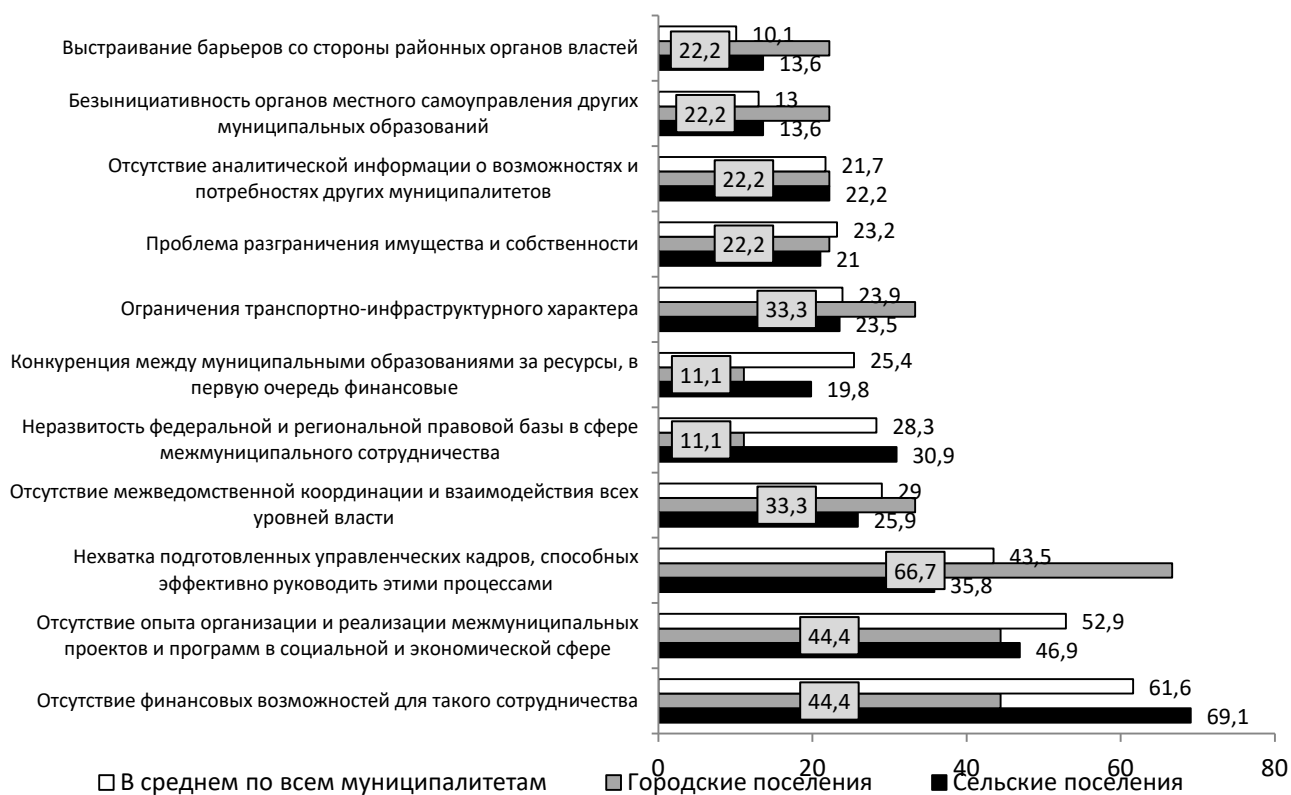 Выстраивание барьеров со стороны районных органов властей
10,1
22,2
13,6
Безынициативность органов местного самоуправления других
муниципальных образований
13
22,2
13,6
Отсутствие аналитической информации о возможностях и
потребностях других муниципалитетов
21,7
22,2
22,2
Проблема разграничения имущества и собственности
23,2
22,2
21
Ограничения транспортно-инфраструктурного характера
23,9
33,3
23,5
Конкуренция между муниципальными образованиями за ресурсы, в
первую очередь финансовые
25,4
11,1
19,8
Неразвитость федеральной и региональной правовой базы в сфере
межмуниципального сотрудничества
28,3
11,1
30,9
Отсутствие межведомственной координации и взаимодействия всех
уровней власти
29
33,3
25,9
Нехватка подготовленных управленческих кадров, способных
эффективно руководить этими процессами
43,5
66,7
35,8
Отсутствие опыта организации и реализации межмуниципальных
проектов и программ в социальной и экономической сфере
52,9
44,4
46,9
Отсутствие финансовых возможностей для такого сотрудничества
61,6
44,4
69,1
0 20 40 60 80
В среднем по всем муниципалитетам Городские поселения Сельские поселения